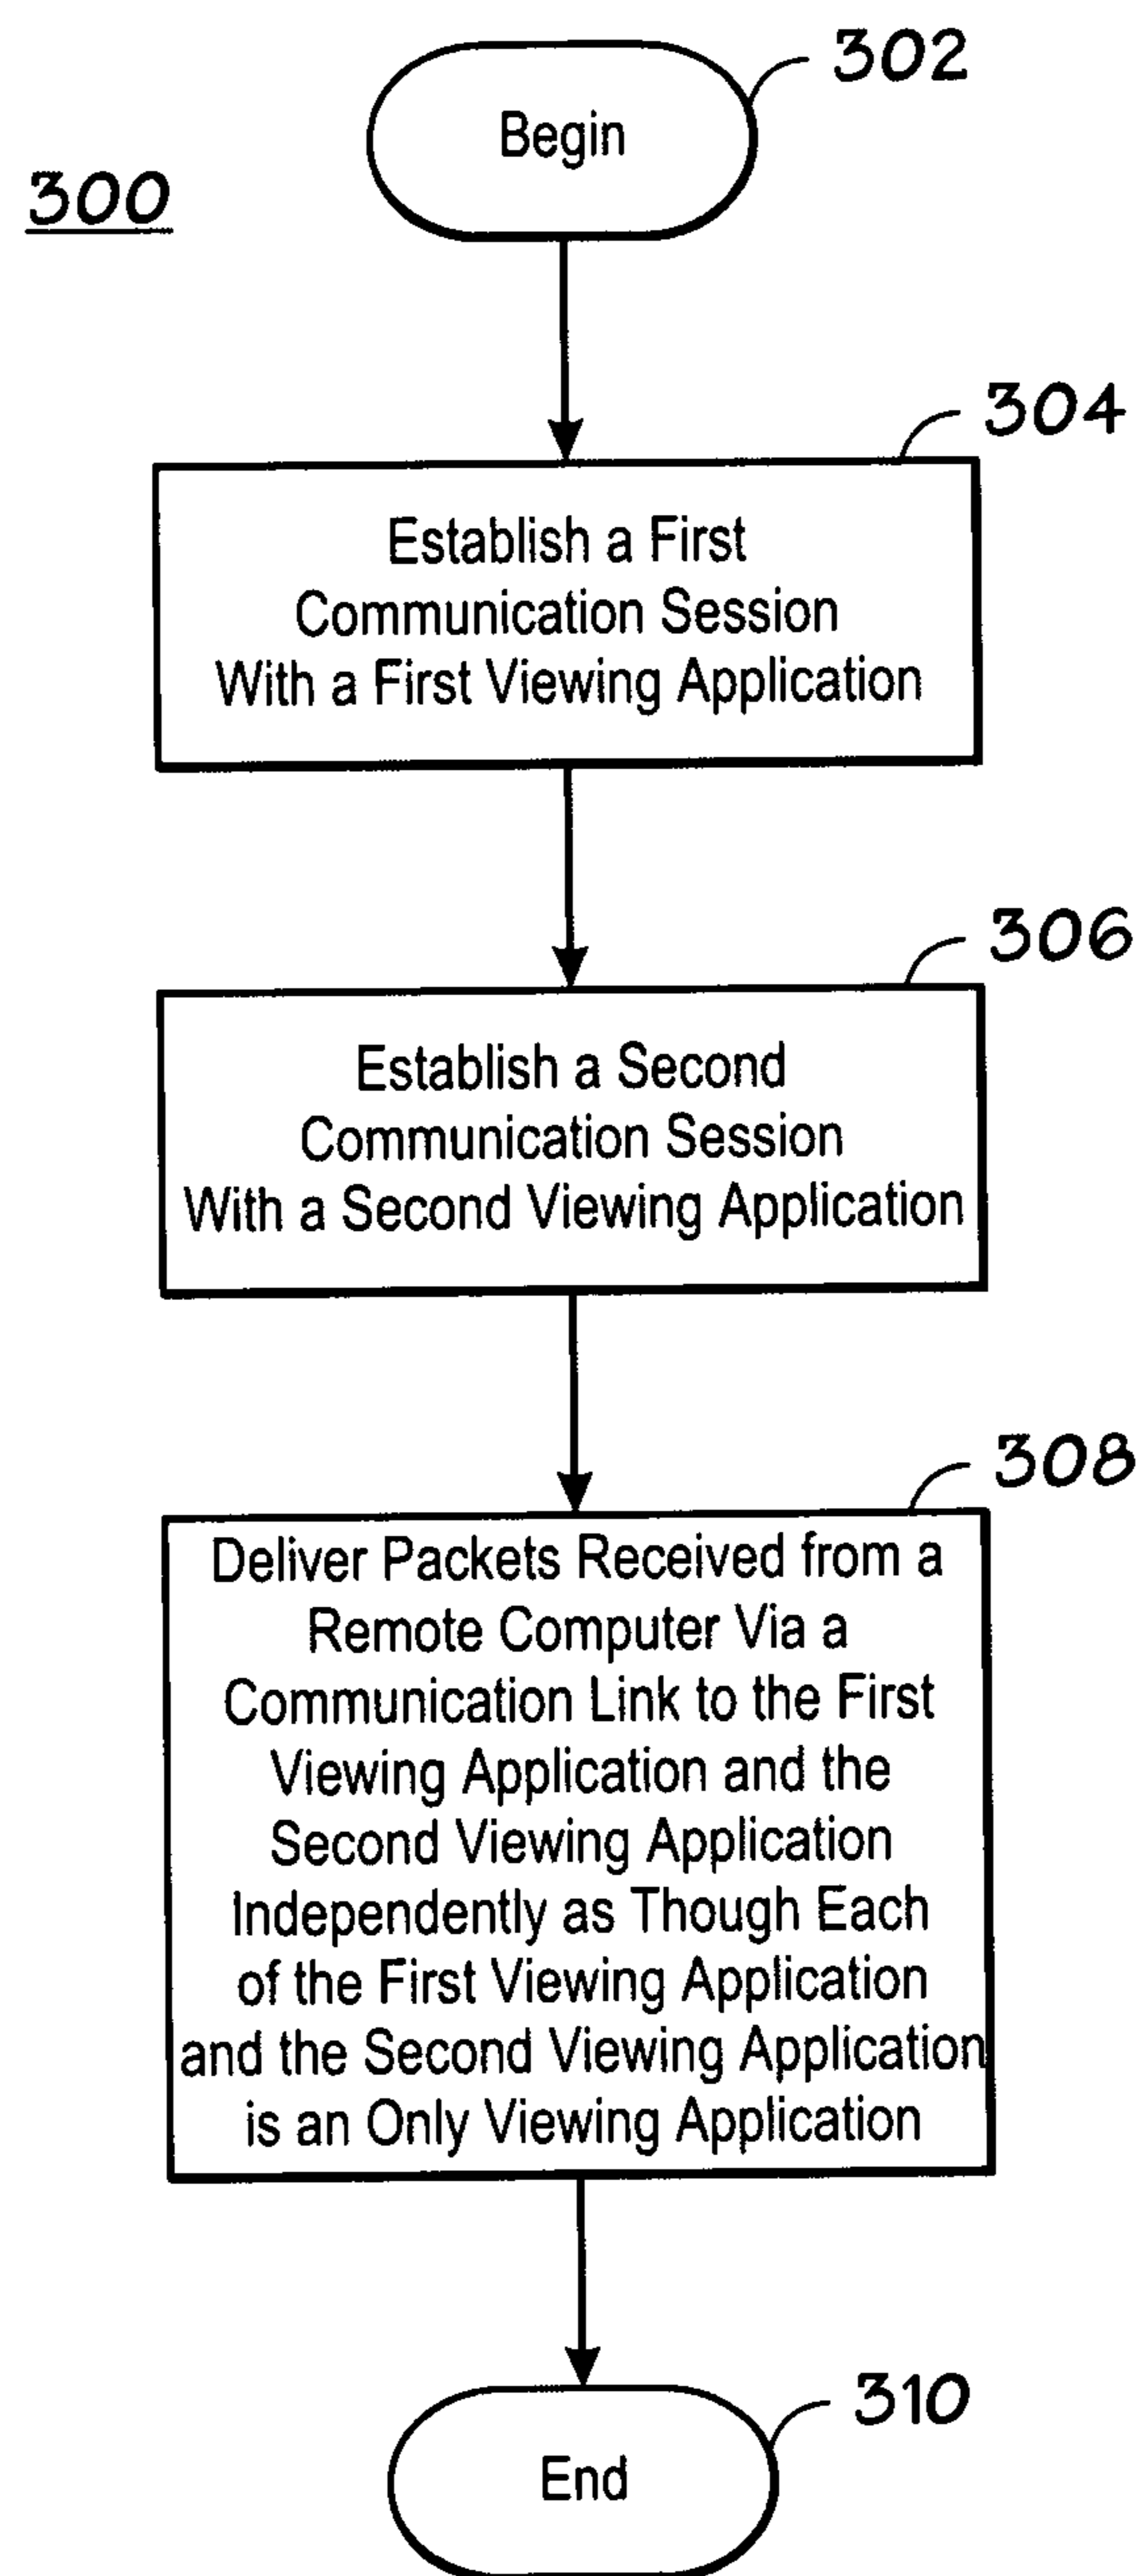 302
Begin
300
304
Establish a First
Communication Session
With a First Viewing Application
306
Establish a Second
Communication Session
With a Second Viewing Application
308
Deliver Packets Received from a
Remote Computer Via a
Communication Link to the First
Viewing Application and the
Second Viewing Application
Independently as Though Each
of the First Viewing Application
and the Second Viewing Application
is an Only Viewing Application
310
End